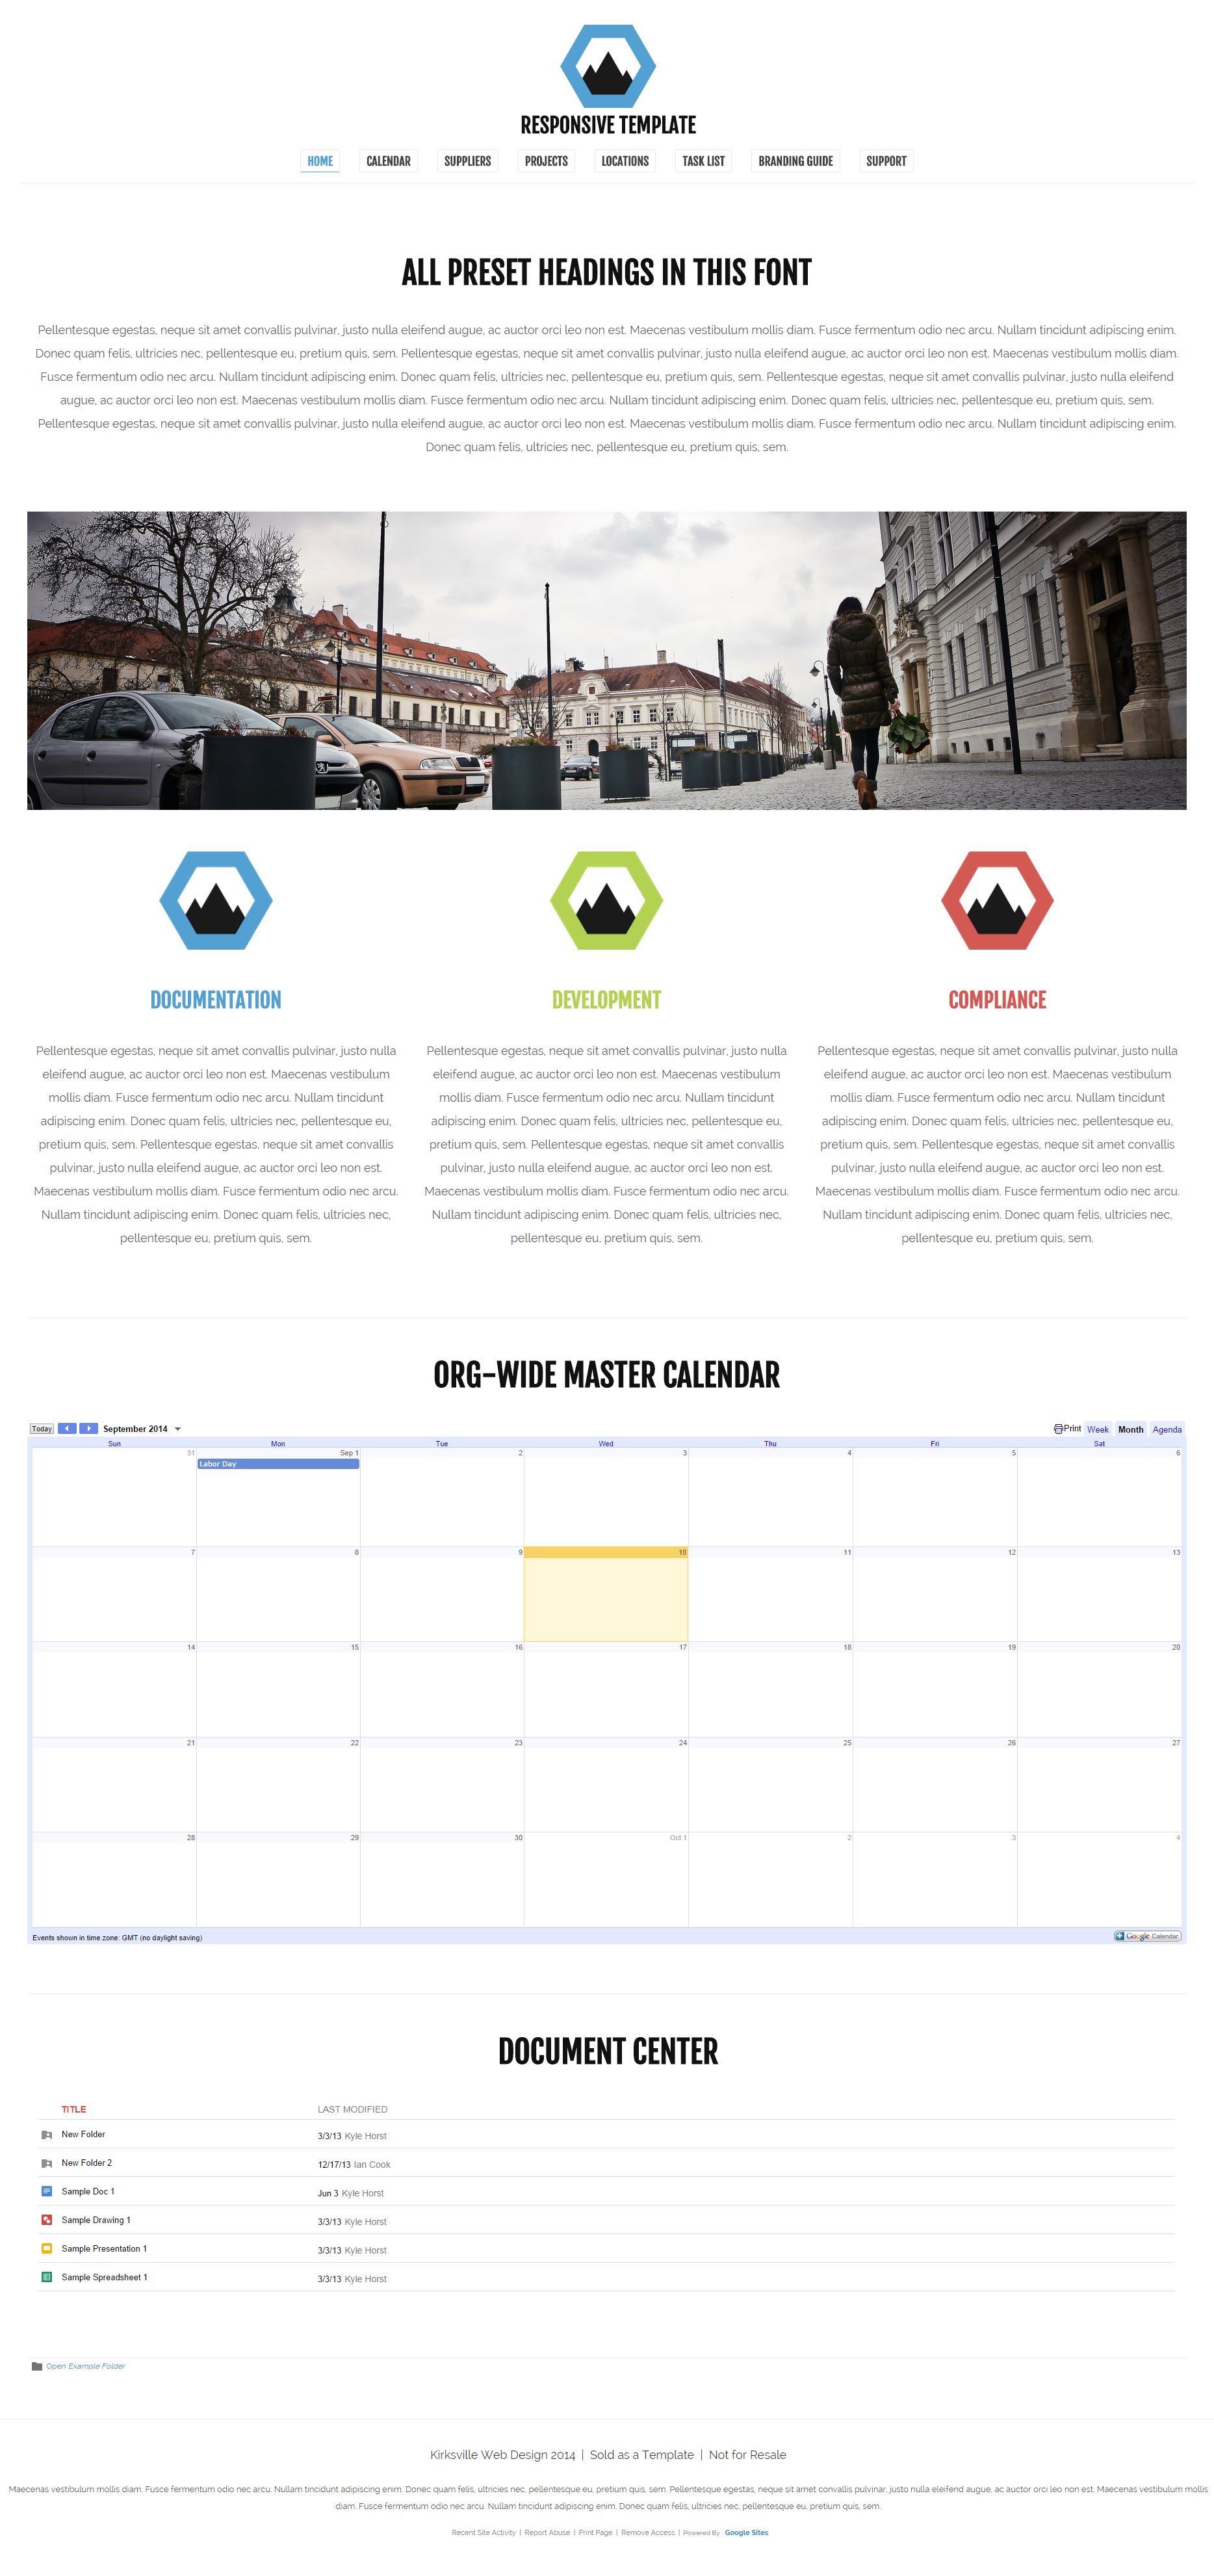 RESPONSIVE TEMPLATE
HOME CALENDAR SUPPLIERS PROJECTS LOCATIONS TASK LIST BRANDING GUIDE SUPPORT
ALL PRESET HEADINGS IN THIS FONT
Pellentesque egestas, neque sit amet convallis pulvinar, justo nulla eleifend augue, ac auctor orci leo non est. Maecenas vestibulum mollis diam. Fusce fermentum odio nec arcu. Nullam tincidunt adipiscing enim.
Donec quam felis, ultricies nec, pellentesque eu, pretium quis, sem. Pellentesque egestas, neque sit amet convallis pulvinar, justo nulla eleifend augue, ac auctor orci leo non est. Maecenas vestibulum mollis diam.
Fusce fermentum odio nec arcu. Nullam tincidunt adipiscing enim. Donec quam felis, ultricies nec, pellentesque eu, pretium quis, sem. Pellentesque egestas, neque sit amet convallis pulvinar, justo nulla eleifend
augue, ac auctor orci leo non est. Maecenas vestibulum mollis diam. Fusce fermentum odio nec arcu. Nullam tincidunt adipiscing enim. Donec quam felis, ultricies nec, pellentesque eu, pretium quis, sem.
Pellentesque egestas, neque sit amet convallis pulvinar, justo nulla eleifend augue, ac auctor orci leo non est. Maecenas vestibulum mollis diam. Fusce fermentum odio nec arcu. Nullam tincidunt adipiscing enim.
Donec quam felis, ultricies nec, pellentesque eu, pretium quis, sem.
DOCUMENTATION
Pellentesque egestas, neque sit amet convallis pulvinar, justo nulla
eleifend augue, ac auctor orci leo non est. Maecenas vestibulum
mollis diam. Fusce fermentum odio nec arcu. Nullam tincidunt
adipiscing enim. Donec quam felis, ultricies nec, pellentesque eu,
pretium quis, sem. Pellentesque egestas, neque sit amet convallis
pulvinar, justo nulla eleifend augue, ac auctor orci leo non est.
Maecenas vestibulum mollis diam. Fusce fermentum odio nec arcu.
Nullam tincidunt adipiscing enim. Donec quam felis, ultricies nec,
pellentesque eu, pretium quis, sem.
DEVELOPMENT
Pellentesque egestas, neque sit amet convallis pulvinar, justo nulla
eleifend augue, ac auctor orci leo non est. Maecenas vestibulum
mollis diam. Fusce fermentum odio nec arcu. Nullam tincidunt
adipiscing enim. Donec quam felis, ultricies nec, pellentesque eu,
pretium quis, sem. Pellentesque egestas, neque sit amet convallis
pulvinar, justo nulla eleifend augue, ac auctor orci leo non est.
Maecenas vestibulum mollis diam. Fusce fermentum odio nec arcu.
Nullam tincidunt adipiscing enim. Donec quam felis, ultricies nec,
pellentesque eu, pretium quis, sem.
COMPLIANCE
Pellentesque egestas, neque sit amet convallis pulvinar, justo nulla
eleifend augue, ac auctor orci leo non est. Maecenas vestibulum
mollis diam. Fusce fermentum odio nec arcu. Nullam tincidunt
adipiscing enim. Donec quam felis, ultricies nec, pellentesque eu,
pretium quis, sem. Pellentesque egestas, neque sit amet convallis
pulvinar, justo nulla eleifend augue, ac auctor orci leo non est.
Maecenas vestibulum mollis diam. Fusce fermentum odio nec arcu.
Nullam tincidunt adipiscing enim. Donec quam felis, ultricies nec,
pellentesque eu, pretium quis, sem.
ORG-WIDE MASTER CALENDAR
Today September 2014 Print Week Month Agenda
Sun Mon Tue Wed Thu Fri Sat
31 Sep 1 2 3 4 5 6
Labor Day
7 8 9 10 11 12 13
14 15 16 17 18 19 20
21 22 23 24 25 26 27
28 29 30 Oct 1 2 3 4
Events shown in time zone: GMT (no daylight saving) Google Calendar
DOCUMENT CENTER
TITLE LAST MODIFIED
New Folder 3/3/13 Kyle Horst
New Folder 2 12/17/13 Ian Cook
Sample Doc 1 Jun 3 Kyle Horst
Sample Drawing 1 3/3/13 Kyle Horst
Sample Presentation 1 3/3/13 Kyle Horst
Sample Spreadsheet 1 3/3/13 Kyle Horst
Open Example Folder
Kirksville Web Design 2014 | Sold as a Template | Not for Resale
Maecenas vestibulum mollis diam. Fusce fermentum odio nec arcu. Nullam tincidunt adipiscing enim. Donec quam felis, ultricies nec, pellentesque eu, pretium quis, sem. Pellentesque egestas, neque sit amet convallis pulvinar, justo nulla eleifend augue, ac auctor orci leo non est. Maecenas vestibulum mollis
diam. Fusce fermentum odio nec arcu. Nullam tincidunt adipiscing enim. Donec quam felis, ultricies nec, pellentesque eu, pretium quis, sem.
Recent Site Activity | Report Abuse | Print Page | Remove Access | Powered By Google Sites